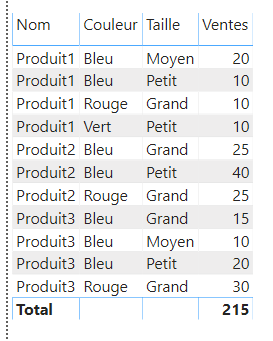 Nom Couleur Taille Ventes
Produit1 Bleu Moyen 20
Produit1 Bleu Petit 10
Produit1 Rouge Grand 10
Produit1 Vert Petit 10
Produit2 Bleu Grand 25
Produit2 Bleu Petit 40
Produit2 Rouge Grand 25
Produit3 Bleu Grand 15
Produit3 Bleu Moyen 10
Produit3 Bleu Petit 20
Produit3 Rouge Grand 30
Total 215